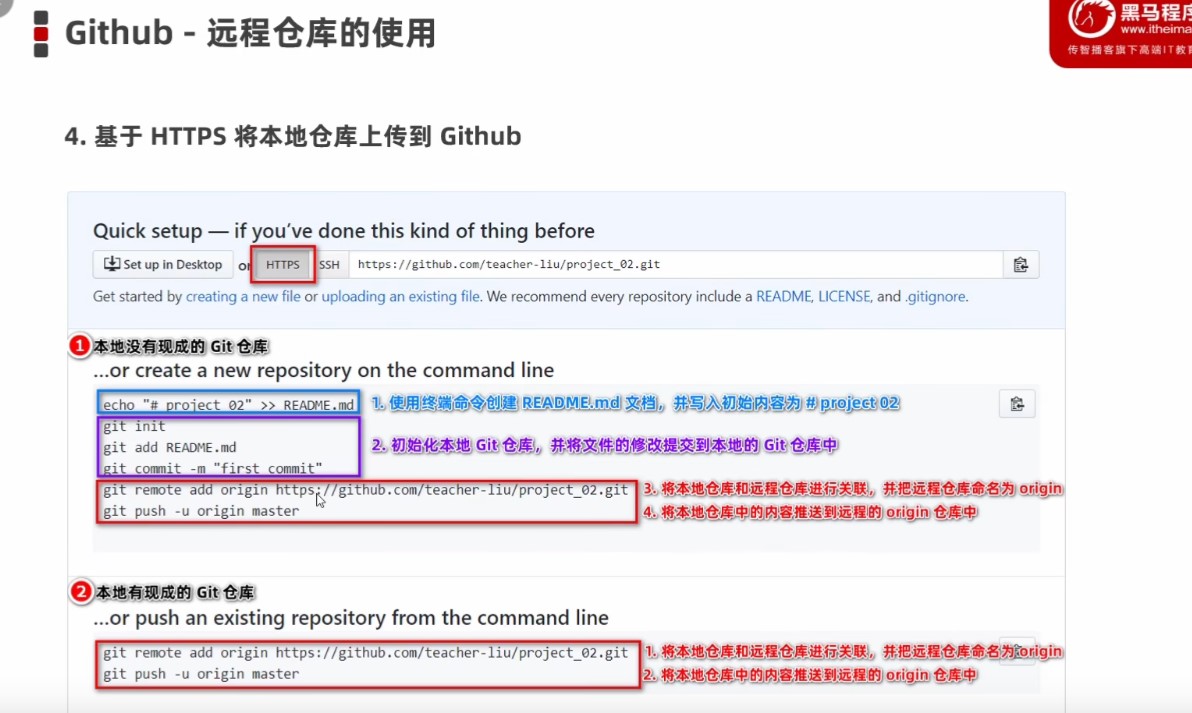 Github - 远程仓库的使用
黑马程序
www.itheima
传智播客旗下高端IT教育
4. 基于 HTTPS 将本地仓库上传到 Github
Quick setup — if you've done this kind of thing before
Set up in Desktop or HTTPS SSH https://github.com/teacher-liu/project_02.git
Get started by creating a new file or uploading an existing file. We recommend every repository include a README, LICENSE, and .gitignore.
1 本地没有现成的 Git 仓库
...or create a new repository on the command line
echo "# project_02" >> README.md 1. 使用终端命令创建 README.md 文档，并写入初始内容为 # project 02
git init
git add README.md 2. 初始化本地 Git 仓库，并将文件的修改提交到本地的 Git 仓库中
git commit -m "first commit"
git remote add origin https://github.com/teacher-liu/project_02.git 3. 将本地仓库和远程仓库进行关联，并把远程仓库命名为 origin
git push -u origin master 4. 将本地仓库中的内容推送到远程的 origin 仓库中
2 本地有现成的 Git 仓库
...or push an existing repository from the command line
git remote add origin https://github.com/teacher-liu/project_02.git 1. 将本地仓库和远程仓库进行关联，并把远程仓库命名为 origin
git push -u origin master 2. 将本地仓库中的内容推送到远程的 origin 仓库中